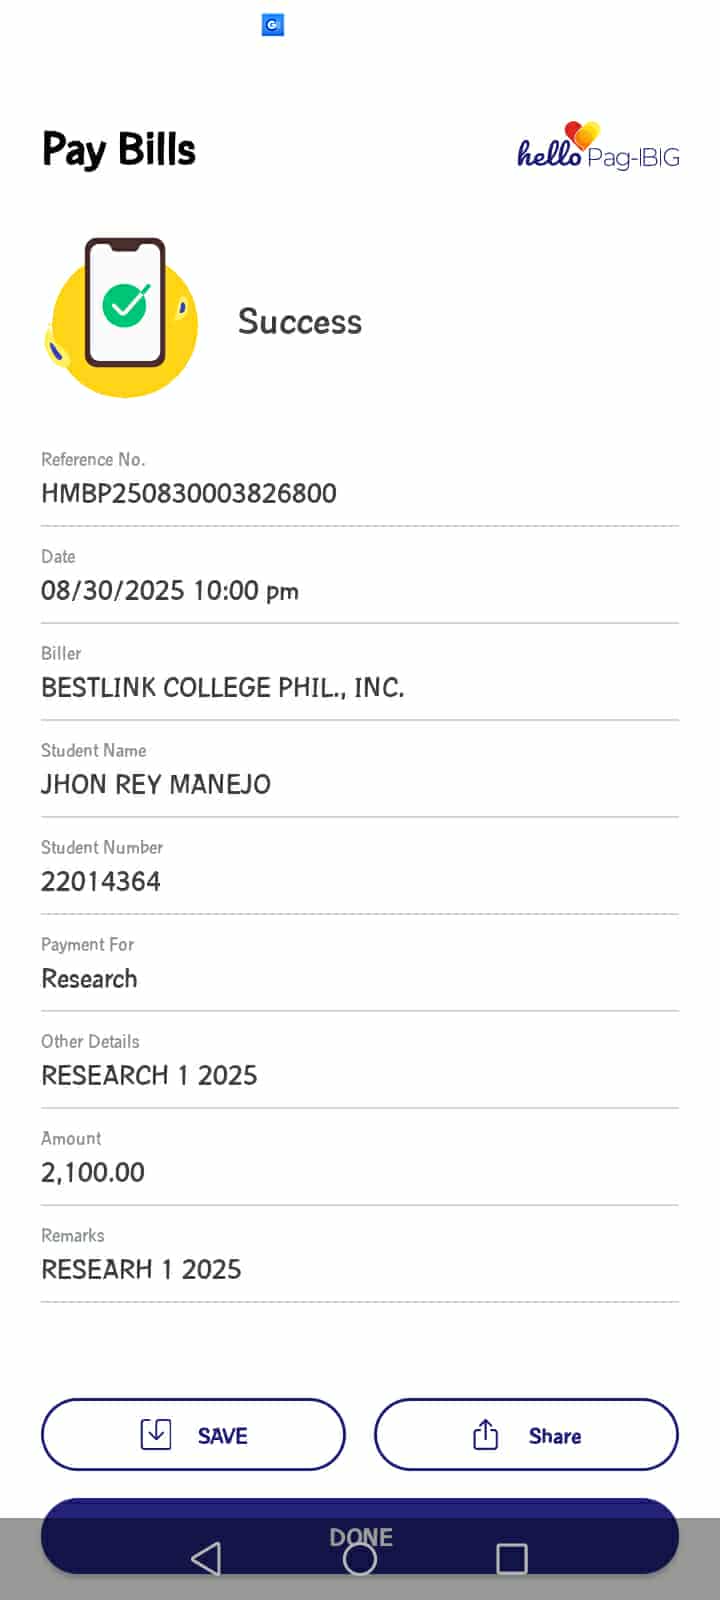 G
Pay Bills
hello Pag-IBIG
Success
Reference No.
HMBP250830003826800
Date
08/30/2025 10:00 pm
Biller
BESTLINK COLLEGE PHIL., INC.
Student Name
JHON REY MANEJO
Student Number
22014364
Payment For
Research
Other Details
RESEARCH 1 2025
Amount
2,100.00
Remarks
RESEARH 1 2025
SAVE
Share
DONE